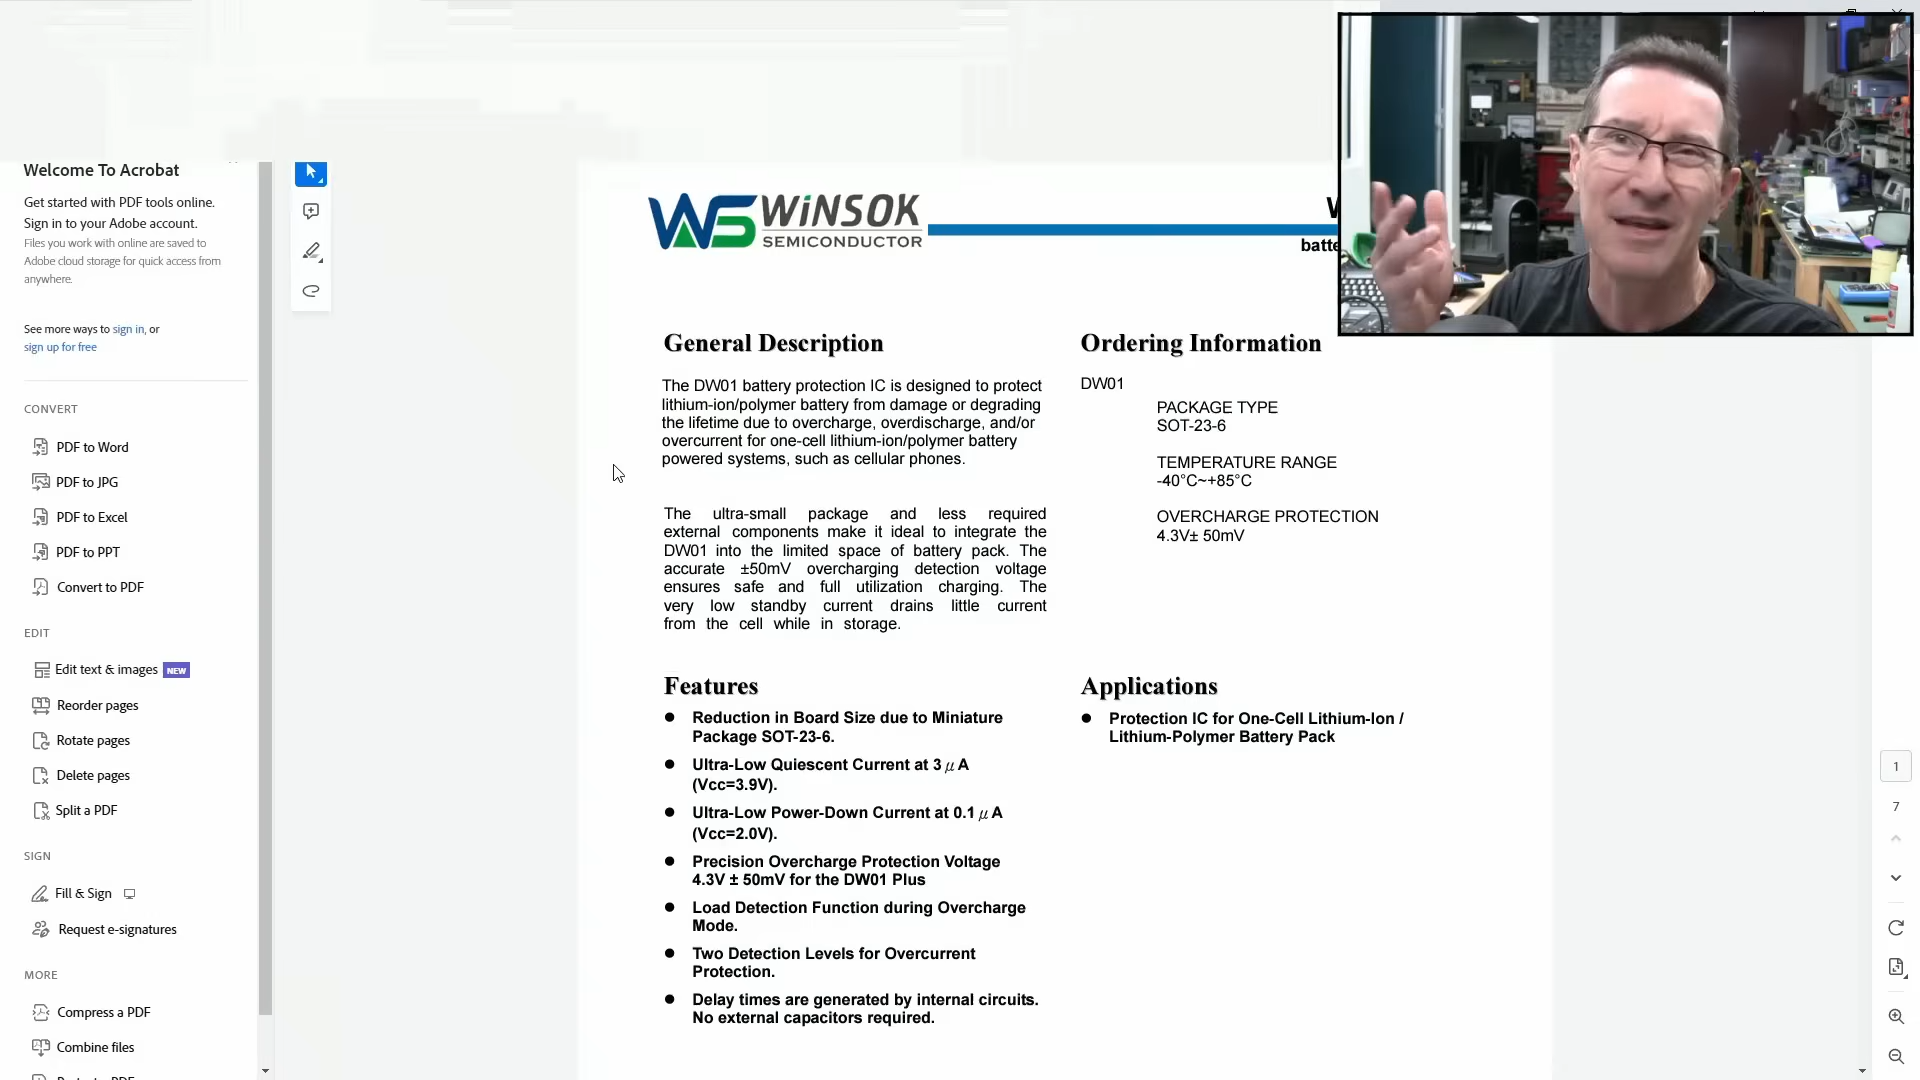 Welcome To Acrobat
Get started with PDF tools online.
Sign in to your Adobe account.
Files you work with online are saved to
Adobe cloud storage for quick access from
anywhere.
See more ways to sign in, or
sign up for free
CONVERT
PDF to Word
PDF to JPG
PDF to Excel
PDF to PPT
Convert to PDF
EDIT
Edit text & images NEW
Reorder pages
Rotate pages
Delete pages
Split a PDF
SIGN
Fill & Sign
Request e-signatures
MORE
Compress a PDF
Combine files
WS WiNSOK
SEMICONDUCTOR
batte
General Description
The DW01 battery protection IC is designed to protect
lithium-ion/polymer battery from damage or degrading
the lifetime due to overcharge, overdischarge, and/or
overcurrent for one-cell lithium-ion/polymer battery
powered systems, such as cellular phones.
The ultra-small package and less required
external components make it ideal to integrate the
DW01 into the limited space of battery pack. The
accurate ±50mV overcharging detection voltage
ensures safe and full utilization charging. The
very low standby current drains little current
from the cell while in storage.
Features
Reduction in Board Size due to Miniature
Package SOT-23-6.
Ultra-Low Quiescent Current at 3 μ A
(Vcc=3.9V).
Ultra-Low Power-Down Current at 0.1 μ A
(Vcc=2.0V).
Precision Overcharge Protection Voltage
4.3V ± 50mV for the DW01 Plus
Load Detection Function during Overcharge
Mode.
Two Detection Levels for Overcurrent
Protection.
Delay times are generated by internal circuits.
No external capacitors required.
Ordering Information
DW01
PACKAGE TYPE
SOT-23-6
TEMPERATURE RANGE
-40°C~+85°C
OVERCHARGE PROTECTION
4.3V± 50mV
Applications
Protection IC for One-Cell Lithium-Ion /
Lithium-Polymer Battery Pack
1
7